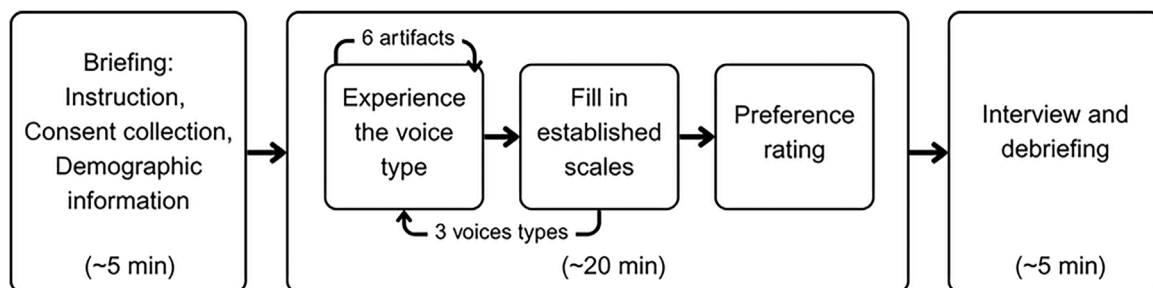 Briefing:
Instruction,
Consent collection,
Demographic
information
(~5 min)
6 artifacts
Experience
the voice
type
Fill in
established
scales
3 voices types
Preference
rating
(~20 min)
Interview and
debriefing
(~5 min)